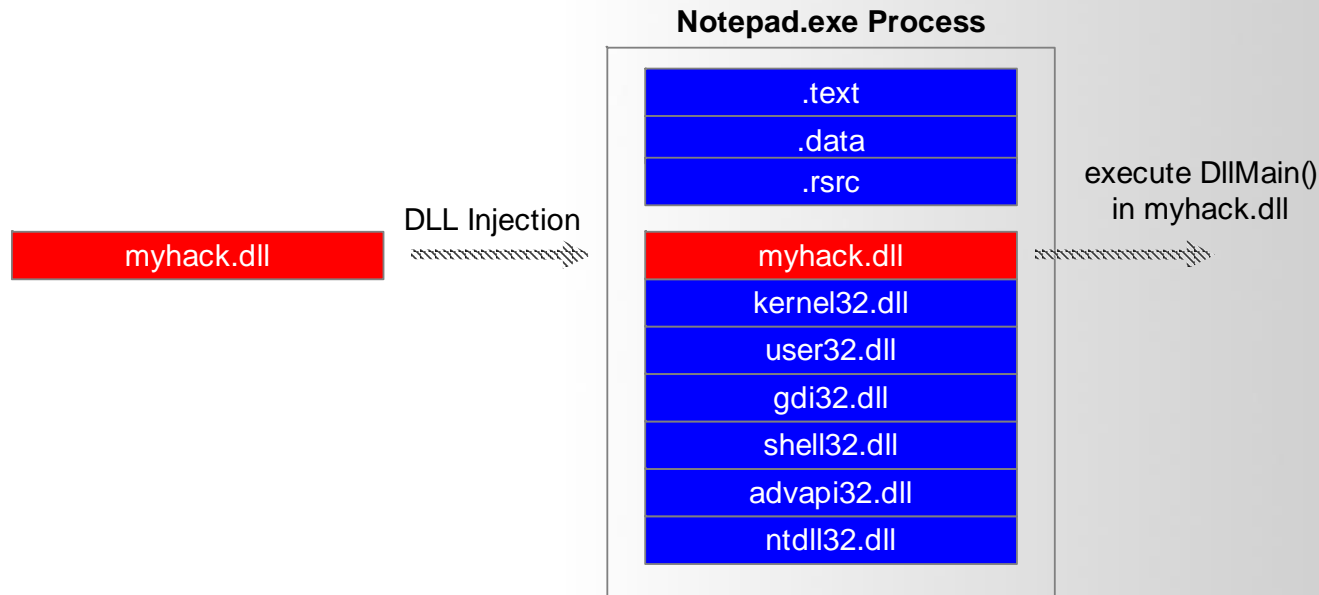 Notepad.exe Process
.text
.data
.rsrc
execute DllMain()
in myhack.dll
DLL Injection
myhack.dll
myhack.dll
kernel32.dll
user32.dll
gdi32.dll
shell32.dll
advapi32.dll
ntdll32.dll